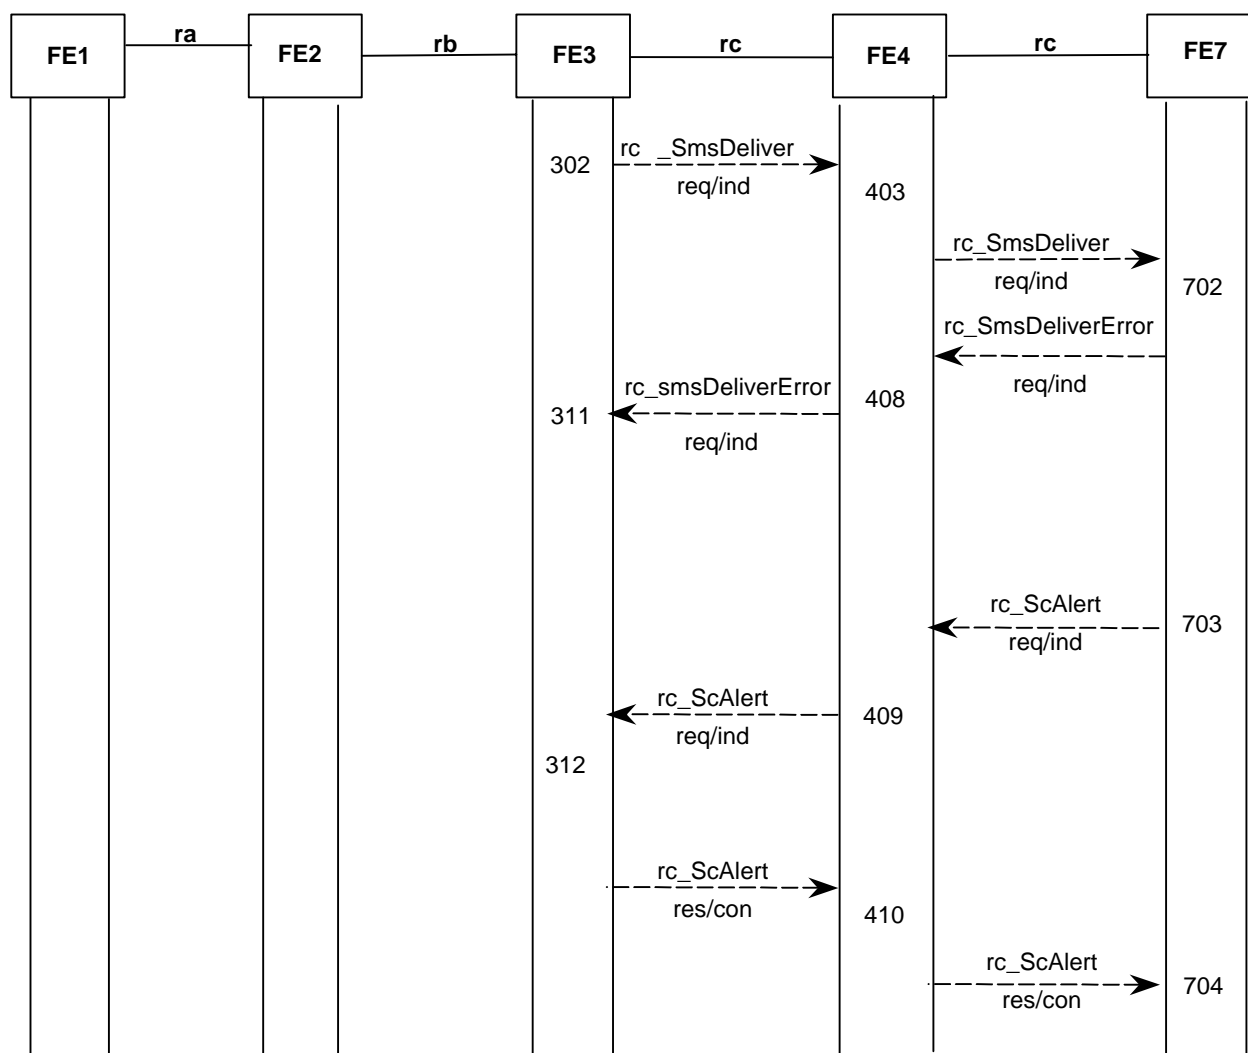 FE1 ra FE2 rb FE3 rc FE4 rc FE7
302 rc _SmsDeliver
req/ind
403
rc_SmsDeliver
req/ind
702
rc_SmsDeliverError
req/ind
rc_smsDeliverError
408
311
req/ind
rc_ScAlert
703
req/ind
rc_ScAlert
409
req/ind
312
rc_ScAlert
res/con
410
rc_ScAlert
704
res/con